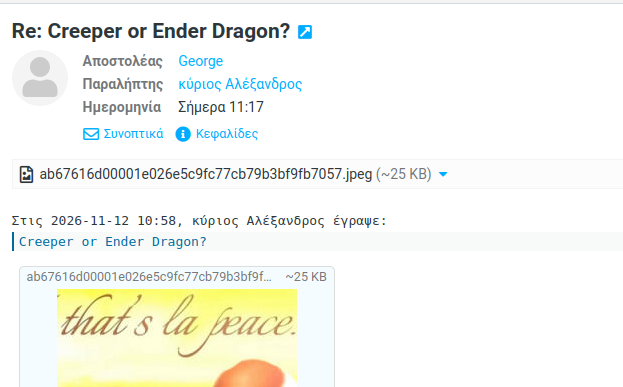 Re: Creeper or Ender Dragon?
Αποστολέας George
Παραλήπτης κύριος Αλέξανδρος
Ημερομηνία Σήμερα 11:17
Συνοπτικά Κεφαλίδες
ab67616d00001e026e5c9fc77cb79b3bf9fb7057.jpeg (~25 KB)
Στις 2026-11-12 10:58, κύριος Αλέξανδρος έγραψε:
Creeper or Ender Dragon?
ab67616d00001e026e5c9fc77cb79b3bf9f... ~25 KB
that's la peace.